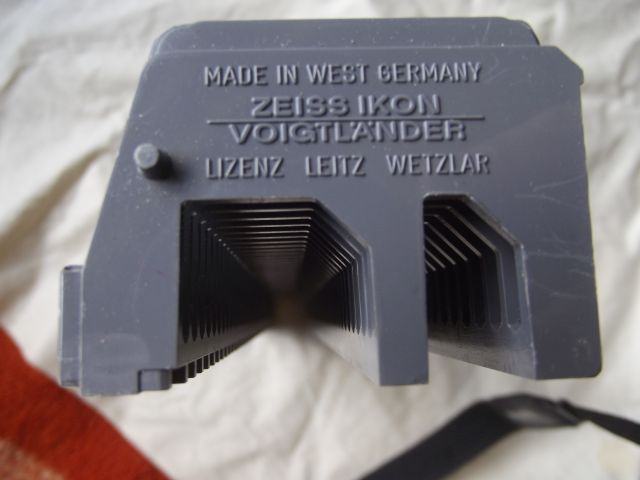 MADE IN WEST GERMANY
ZEISS IKON
VOIGTLÄNDER
LIZENZ LEITZ WETZLAR